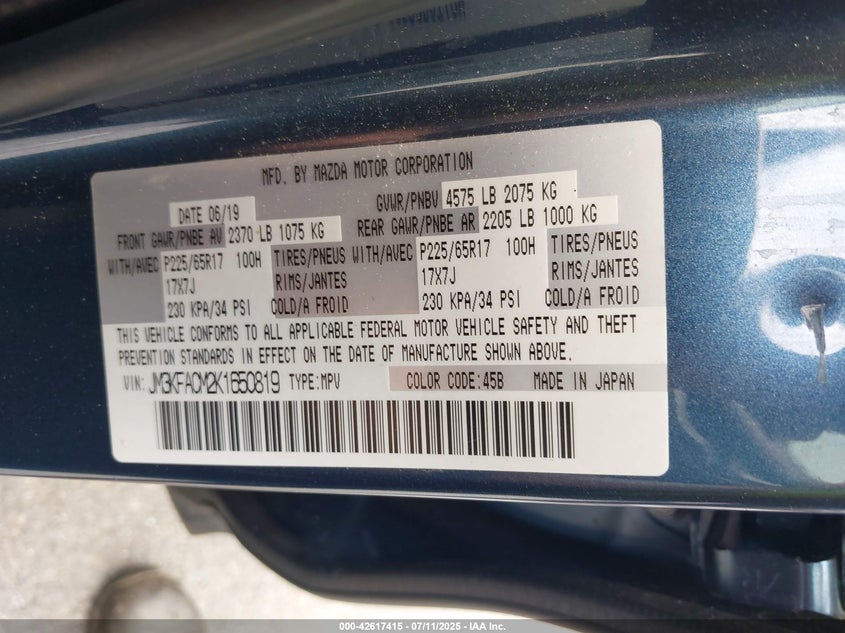 MFD. BY MAZDA MOTOR CORPORATION
DATE 06/19 GVWR/PNBV 4575 LB 2075 KG
FRONT GAWR/PNBE AV 2370 LB 1075 KG REAR GAWR/PNBE AR 2205 LB 1000 KG
WITH/AVEC P225/65R17 100H TIRES/PNEUS WITH/AVEC P225/65R17 100H TIRES/PNEUS
17X7J RIMS/JANTES 17X7J RIMS/JANTES
230 KPA/34 PSI COLD/A FROID 230 KPA/34 PSI COLD/A FROID
THIS VEHICLE CONFORMS TO ALL APPLICABLE FEDERAL MOTOR VEHICLE SAFETY AND THEFT
PREVENTION STANDARDS IN EFFECT ON THE DATE OF MANUFACTURE SHOWN ABOVE.
VIN: JM3KFACM2K1650819 TYPE:MPV COLOR CODE:45B MADE IN JAPAN
000-42617415 - 07/11/2025 - IAA Inc.